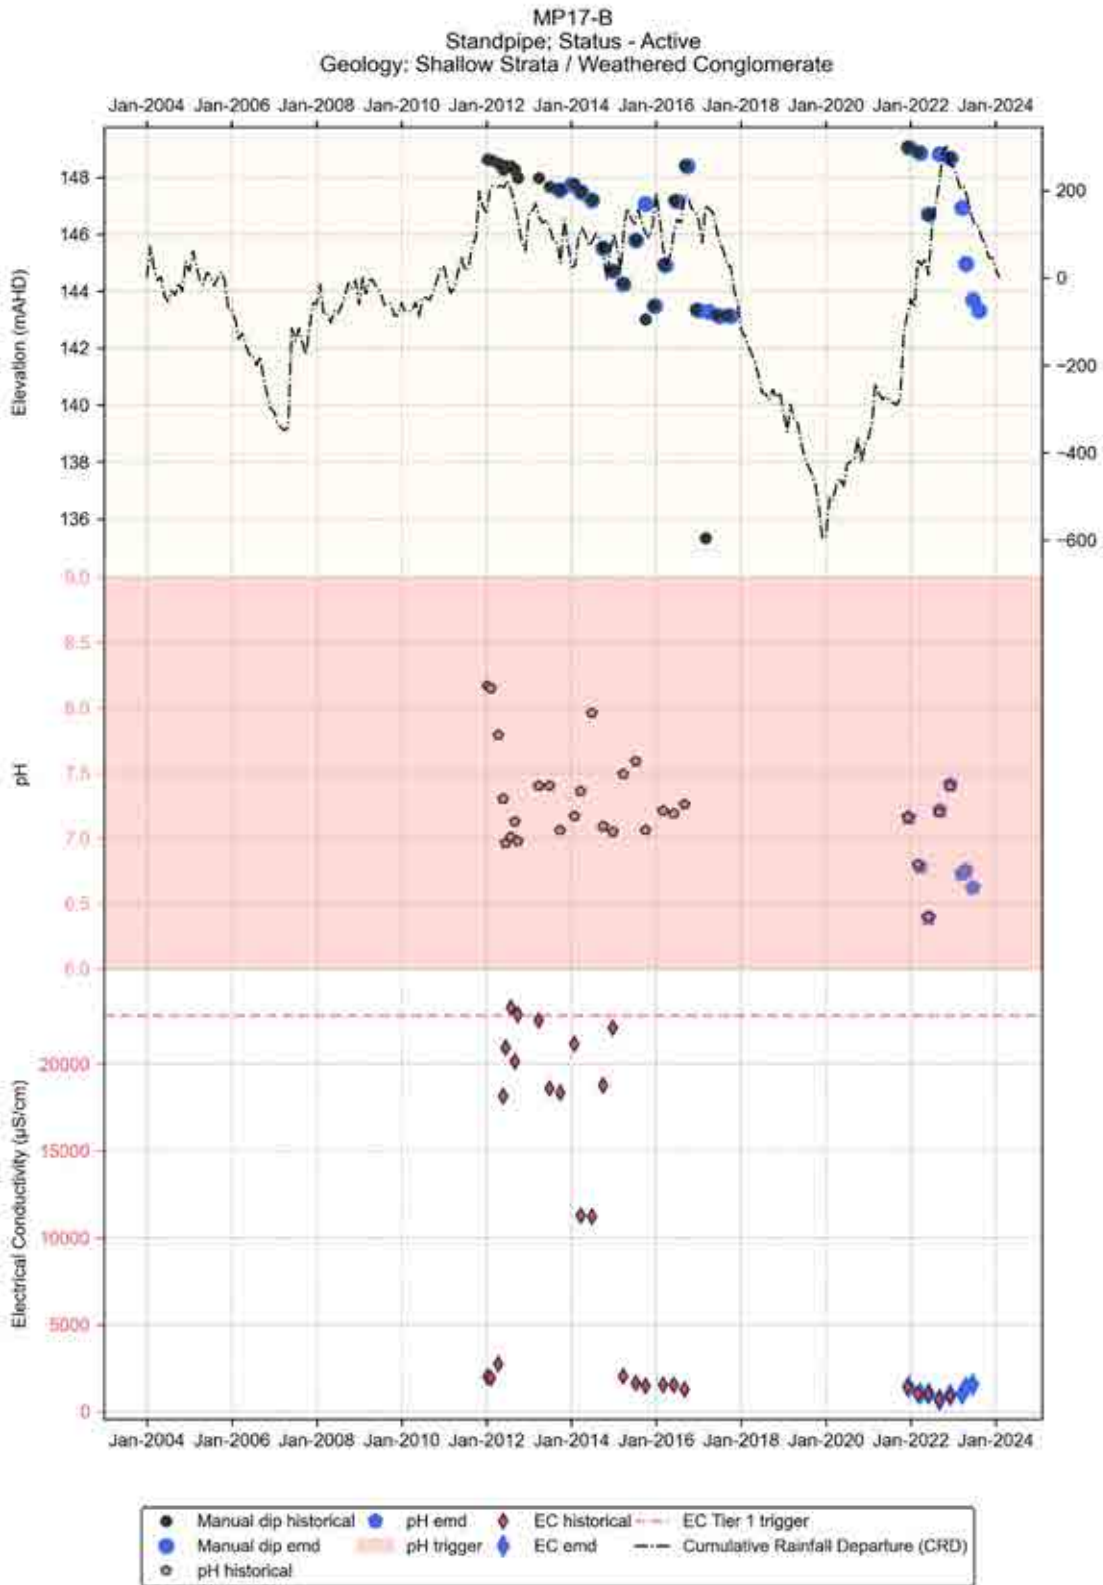 MP17-B
Standpipe; Status - Active
Geology: Shallow Strata / Weathered Conglomerate
Jan-2004 Jan-2006 Jan-2008 Jan-2010 Jan-2012 Jan-2014 Jan-2016 Jan-2018 Jan-2020 Jan-2022 Jan-2024
Elevation (mAHD)
148
146
144
142
140
138
136
200
0
−200
−400
−600
pH
9.0
8.5
8.0
7.5
7.0
6.5
6.0
Electrical Conductivity (µS/cm)
20000
15000
10000
5000
0
Jan-2004 Jan-2006 Jan-2008 Jan-2010 Jan-2012 Jan-2014 Jan-2016 Jan-2018 Jan-2020 Jan-2022 Jan-2024
Manual dip historical pH emd EC historical EC Tier 1 trigger
Manual dip emd pH trigger EC emd Cumulative Rainfall Departure (CRD)
pH historical